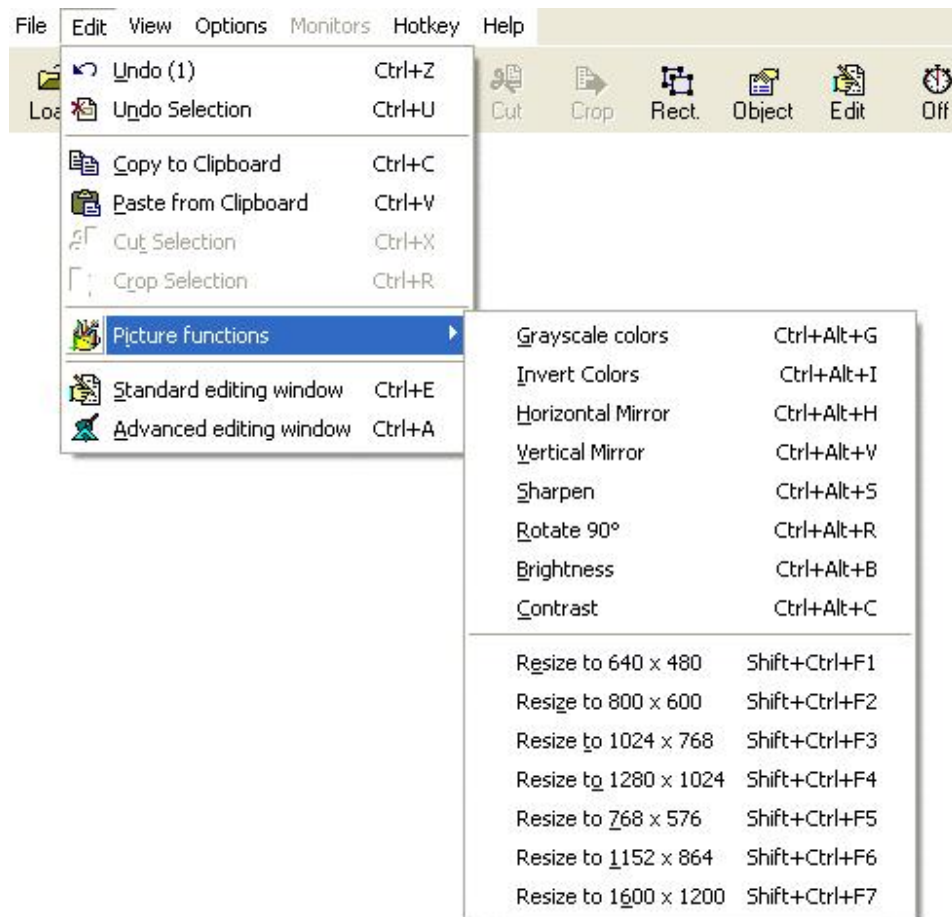 File Edit View Options Monitors Hotkey Help
Undo (1) Ctrl+Z
Undo Selection Ctrl+U
Cut Crop Rect. Object Edit Off
Copy to Clipboard Ctrl+C
Paste from Clipboard Ctrl+V
Cut Selection Ctrl+X
Crop Selection Ctrl+R
Picture functions
Standard editing window Ctrl+E
Advanced editing window Ctrl+A
Grayscale colors Ctrl+Alt+G
Invert Colors Ctrl+Alt+I
Horizontal Mirror Ctrl+Alt+H
Vertical Mirror Ctrl+Alt+V
Sharpen Ctrl+Alt+S
Rotate 90° Ctrl+Alt+R
Brightness Ctrl+Alt+B
Contrast Ctrl+Alt+C
Resize to 640 x 480 Shift+Ctrl+F1
Resize to 800 x 600 Shift+Ctrl+F2
Resize to 1024 x 768 Shift+Ctrl+F3
Resize to 1280 x 1024 Shift+Ctrl+F4
Resize to 768 x 576 Shift+Ctrl+F5
Resize to 1152 x 864 Shift+Ctrl+F6
Resize to 1600 x 1200 Shift+Ctrl+F7